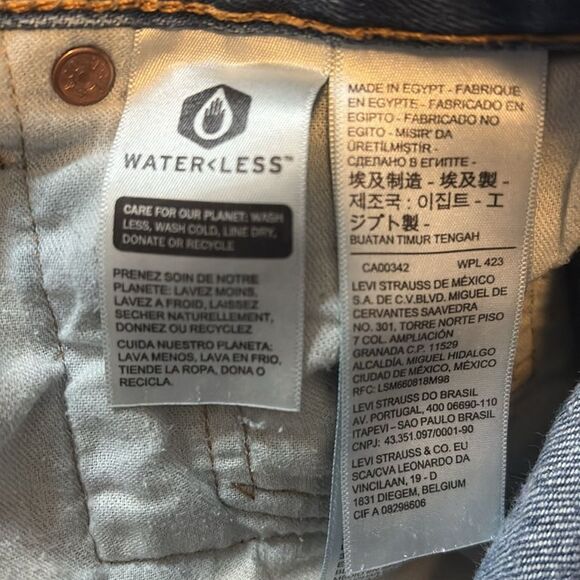 WATER<LESS™
CARE FOR OUR PLANET: WASH
LESS, WASH COLD, LINE DRY,
DONATE OR RECYCLE
PRENEZ SOIN DE NOTRE
PLANETE: LAVEZ MOINS,
LAVEZ A FROID, LAISSEZ
SECHER NATURELLEMENT,
DONNEZ OU RECYCLEZ
CUIDA NUESTRO PLANETA:
LAVA MENOS, LAVA EN FRIO,
TIENDE LA ROPA, DONA O
RECICLA.
MADE IN EGYPT - FABRIQUE
EN EGYPTE - FABRICADO EN
EGIPTO - FABRICADO NO
EGITO - MISIR' DA
ÜRETILMIŞTIR -
СДЕЛАНО В ЕГИПТЕ -
埃及制造 - 埃及製 -
제조국 : 이집트 - エ
ジプト製 -
BUATAN TIMUR TENGAH
CA00342 WPL 423
LEVI STRAUSS DE MÉXICO
S.A. DE C.V.BLVD. MIGUEL DE
CERVANTES SAAVEDRA
NO. 301, TORRE NORTE PISO
7 COL. AMPLIACIÓN
GRANADA C.P. 11529
ALCALDÍA. MIGUEL HIDALGO
CIUDAD DE MÉXICO, MÉXICO
RFC: LSM660818M98
LEVI STRAUSS DO BRASIL
AV. PORTUGAL, 400 06690-110
ITAPEVI - SAO PAULO BRASIL
CNPJ: 43.351.097/0001-90
LEVI STRAUSS & CO. EU
SCA/CVA LEONARDO DA
VINCILAAN, 19 - D
1831 DIEGEM, BELGIUM
CIF A 08298606